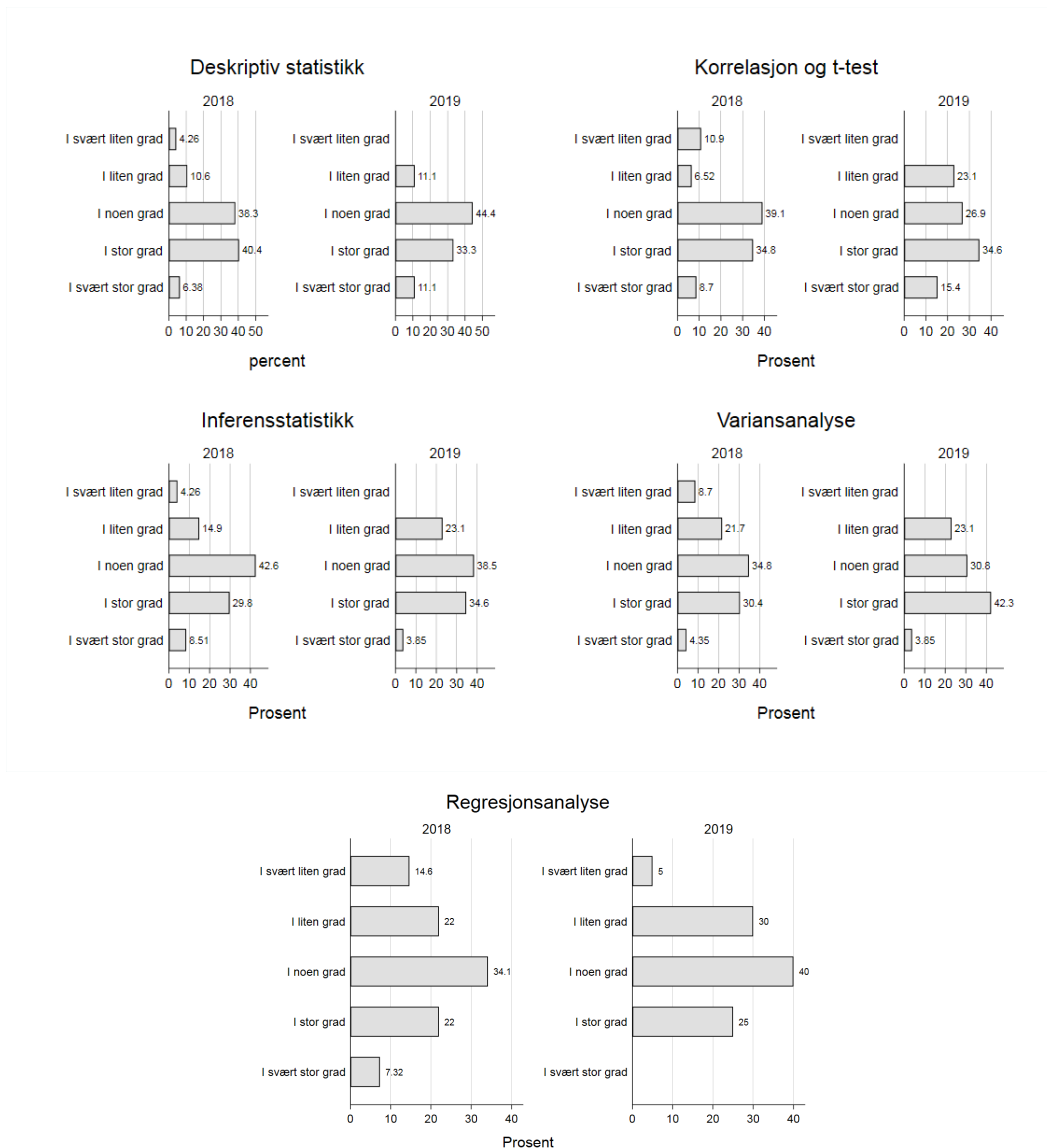 Deskriptiv statistikk
2018
I svært liten grad 4.26
I liten grad 10.6
I noen grad 38.3
I stor grad 40.4
I svært stor grad 6.38
0 10 20 30 40 50
percent
2019
I svært liten grad
I liten grad 11.1
I noen grad 44.4
I stor grad 33.3
I svært stor grad 11.1
0 10 20 30 40 50
Korrelasjon og t-test
2018
I svært liten grad 10.9
I liten grad 6.52
I noen grad 39.1
I stor grad 34.8
I svært stor grad 8.7
0 10 20 30 40
Prosent
2019
I svært liten grad
I liten grad 23.1
I noen grad 26.9
I stor grad 34.6
I svært stor grad 15.4
0 10 20 30 40
Inferensstatistikk
2018
I svært liten grad 4.26
I liten grad 14.9
I noen grad 42.6
I stor grad 29.8
I svært stor grad 8.51
0 10 20 30 40
Prosent
2019
I svært liten grad
I liten grad 23.1
I noen grad 38.5
I stor grad 34.6
I svært stor grad 3.85
0 10 20 30 40
Variansanalyse
2018
I svært liten grad 8.7
I liten grad 21.7
I noen grad 34.8
I stor grad 30.4
I svært stor grad 4.35
0 10 20 30 40
Prosent
2019
I svært liten grad
I liten grad 23.1
I noen grad 30.8
I stor grad 42.3
I svært stor grad 3.85
0 10 20 30 40
Regresjonsanalyse
2018
I svært liten grad 14.6
I liten grad 22
I noen grad 34.1
I stor grad 22
I svært stor grad 7.32
0 10 20 30 40
Prosent
2019
I svært liten grad 5
I liten grad 30
I noen grad 40
I stor grad 25
I svært stor grad
0 10 20 30 40